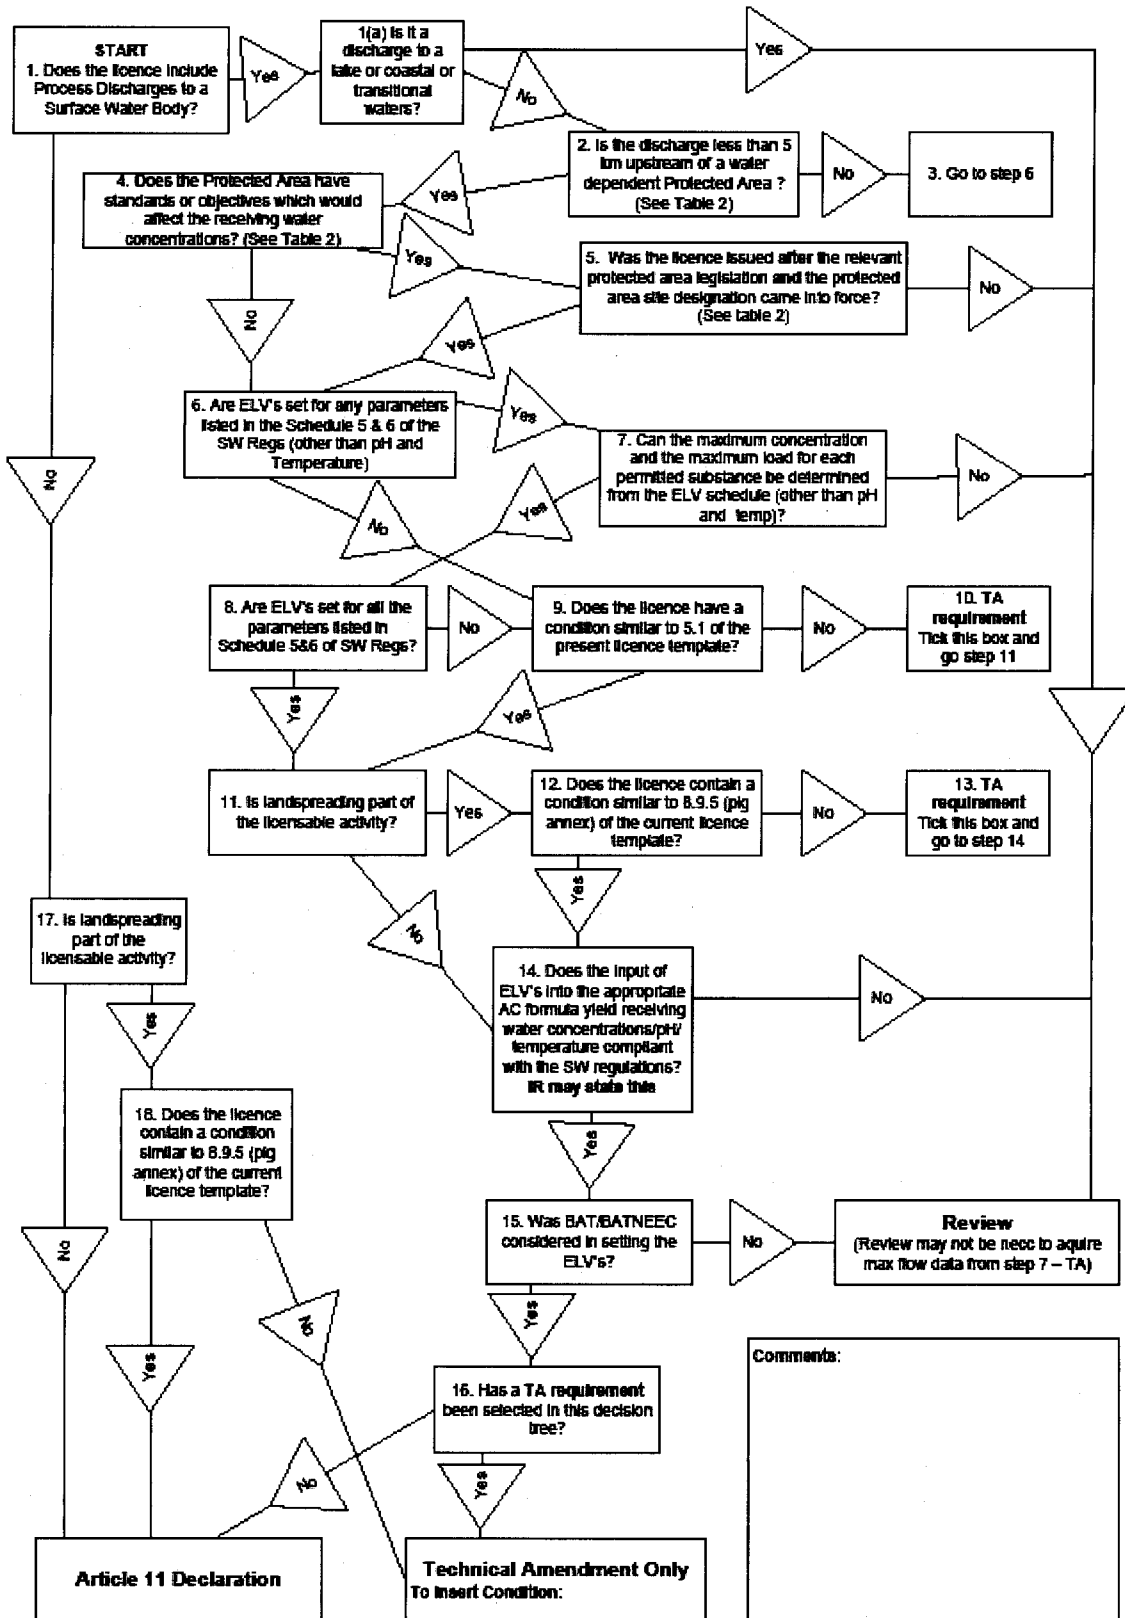 START
1. Does the licence include
Process Discharges to a
Surface Water Body?
Yes
1(a) Is it a
discharge to a
lake or coastal or
transitional
waters?
Yes
No
2. Is the discharge less than 5
km upstream of a water
dependent Protected Area ?
(See Table 2)
No
3. Go to step 6
Yes
4. Does the Protected Area have
standards or objectives which would
affect the receiving water
concentrations? (See Table 2)
Yes
5. Was the licence issued after the relevant
protected area legislation and the protected
area site designation came into force?
(See table 2)
No
No
Yes
6. Are ELV's set for any parameters
listed in the Schedule 5 & 6 of the
SW Regs (other than pH and
Temperature)
Yes
7. Can the maximum concentration
and the maximum load for each
permitted substance be determined
from the ELV schedule (other than pH
and temp)?
No
No
Yes
No
8. Are ELV's set for all the
parameters listed in
Schedule 5&6 of SW Regs?
No
9. Does the licence have a
condition similar to 5.1 of the
present licence template?
No
10. TA
requirement
Tick this box and
go step 11
Yes
Yes
11. Is landspreading part of
the licensable activity?
Yes
12. Does the licence contain a
condition similar to 8.9.5 (pig
annex) of the current licence
template?
No
13. TA
requirement
Tick this box and
go to step 14
Yes
No
17. Is landspreading
part of the
licensable activity?
14. Does the input of
ELV's into the appropriate
AC formula yield receiving
water concentrations/pH/
temperature compliant
with the SW regulations?
IR may state this
No
Yes
18. Does the licence
contain a condition
similar to 8.9.5 (pig
annex) of the current
licence template?
Yes
15. Was BAT/BATNEEC
considered in setting the
ELV's?
No
Review
(Review may not be necc to aquire
max flow data from step 7 – TA)
No
No
Yes
Yes
16. Has a TA requirement
been selected in this decision
tree?
Comments:
No
Yes
Article 11 Declaration
Technical Amendment Only
To Insert Condition: